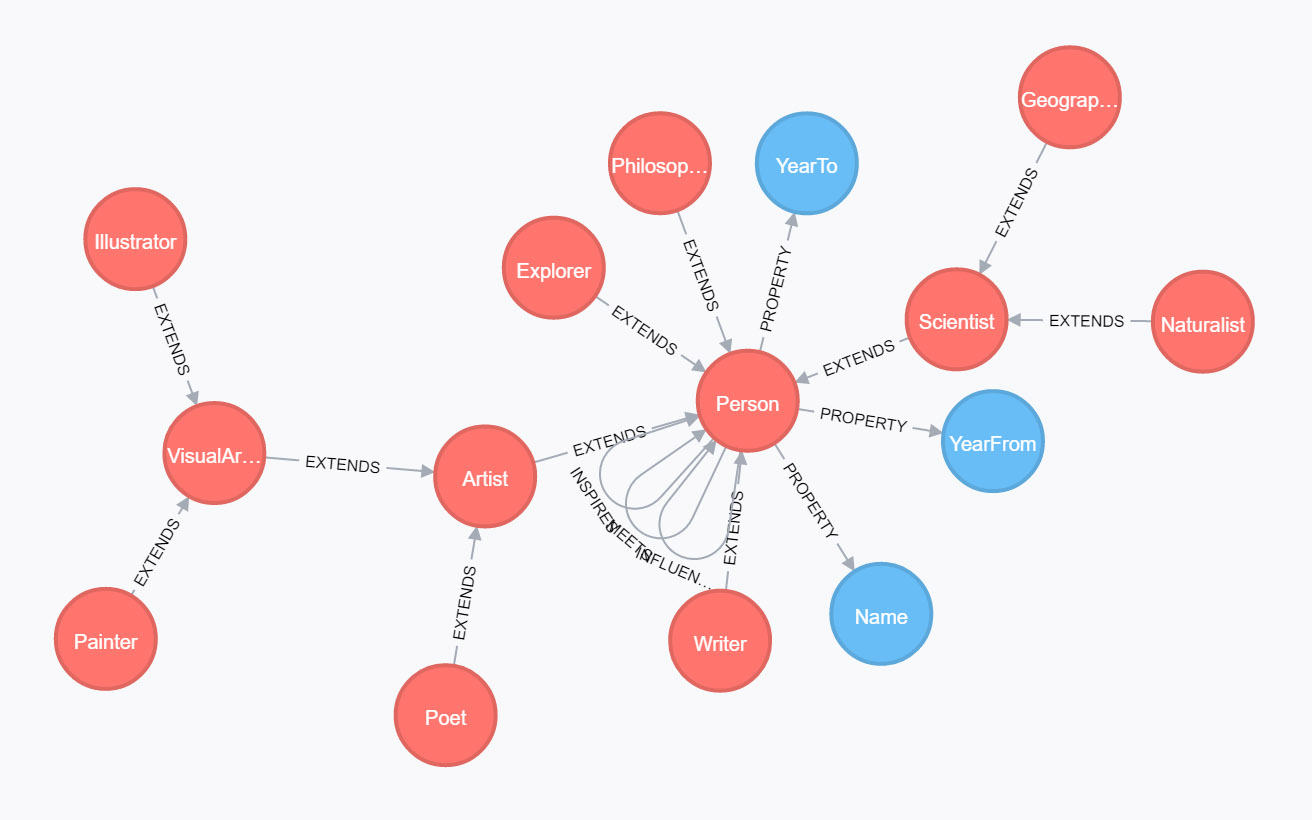 Geograp…
Philosop…
YearTo
EXTENDS
Illustrator
Explorer
EXTENDS
PROPERTY
Scientist
EXTENDS
Naturalist
EXTENDS
EXTENDS
EXTENDS
Person
PROPERTY
YearFrom
VisualAr…
EXTENDS
Artist
EXTENDS
INSPIRES
MEETS
INFLUEN…
EXTENDS
PROPERTY
EXTENDS
Painter
EXTENDS
Poet
Writer
Name